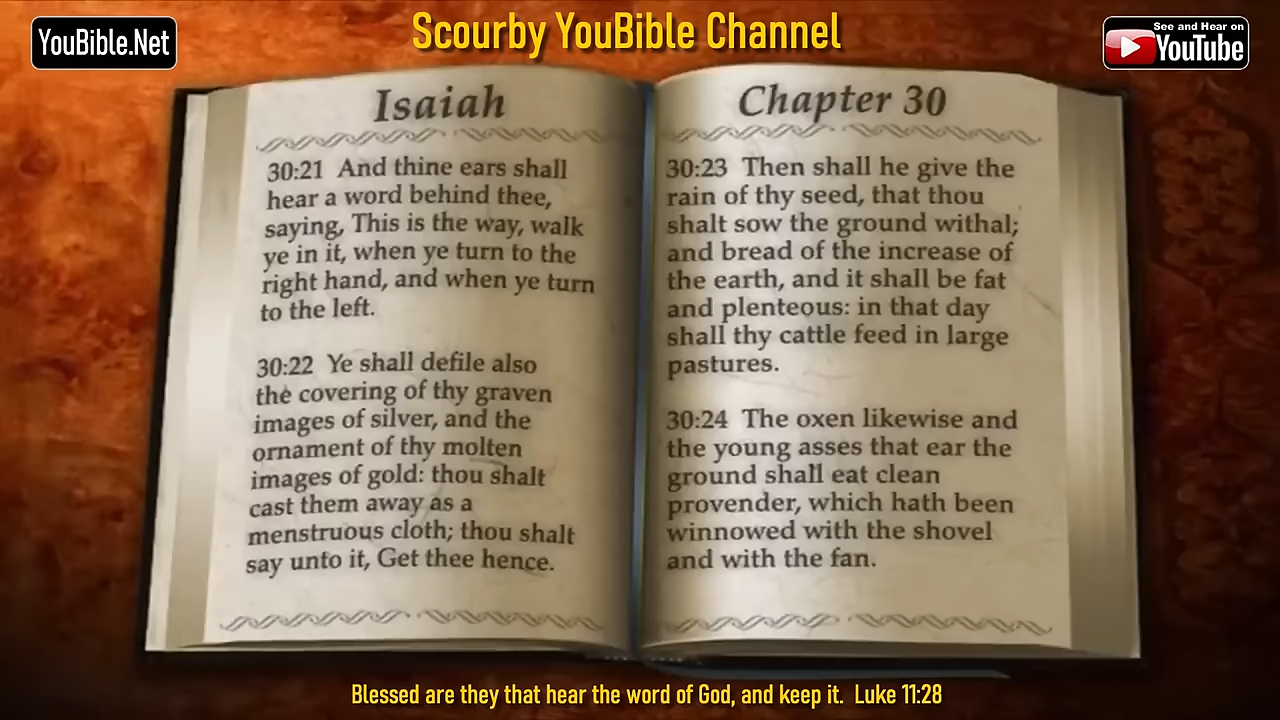 YouBible.Net
Scourby YouBible Channel
See and Hear on
YouTube
Isaiah
30:21 And thine ears shall
hear a word behind thee,
saying, This is the way, walk
ye in it, when ye turn to the
right hand, and when ye turn
to the left.
30:22 Ye shall defile also
the covering of thy graven
images of silver, and the
ornament of thy molten
images of gold: thou shalt
cast them away as a
menstruous cloth; thou shalt
say unto it, Get thee hence.
Chapter 30
30:23 Then shall he give the
rain of thy seed, that thou
shalt sow the ground withal;
and bread of the increase of
the earth, and it shall be fat
and plenteous: in that day
shall thy cattle feed in large
pastures.
30:24 The oxen likewise and
the young asses that ear the
ground shall eat clean
provender, which hath been
winnowed with the shovel
and with the fan.
Blessed are they that hear the word of God, and keep it. Luke 11:28